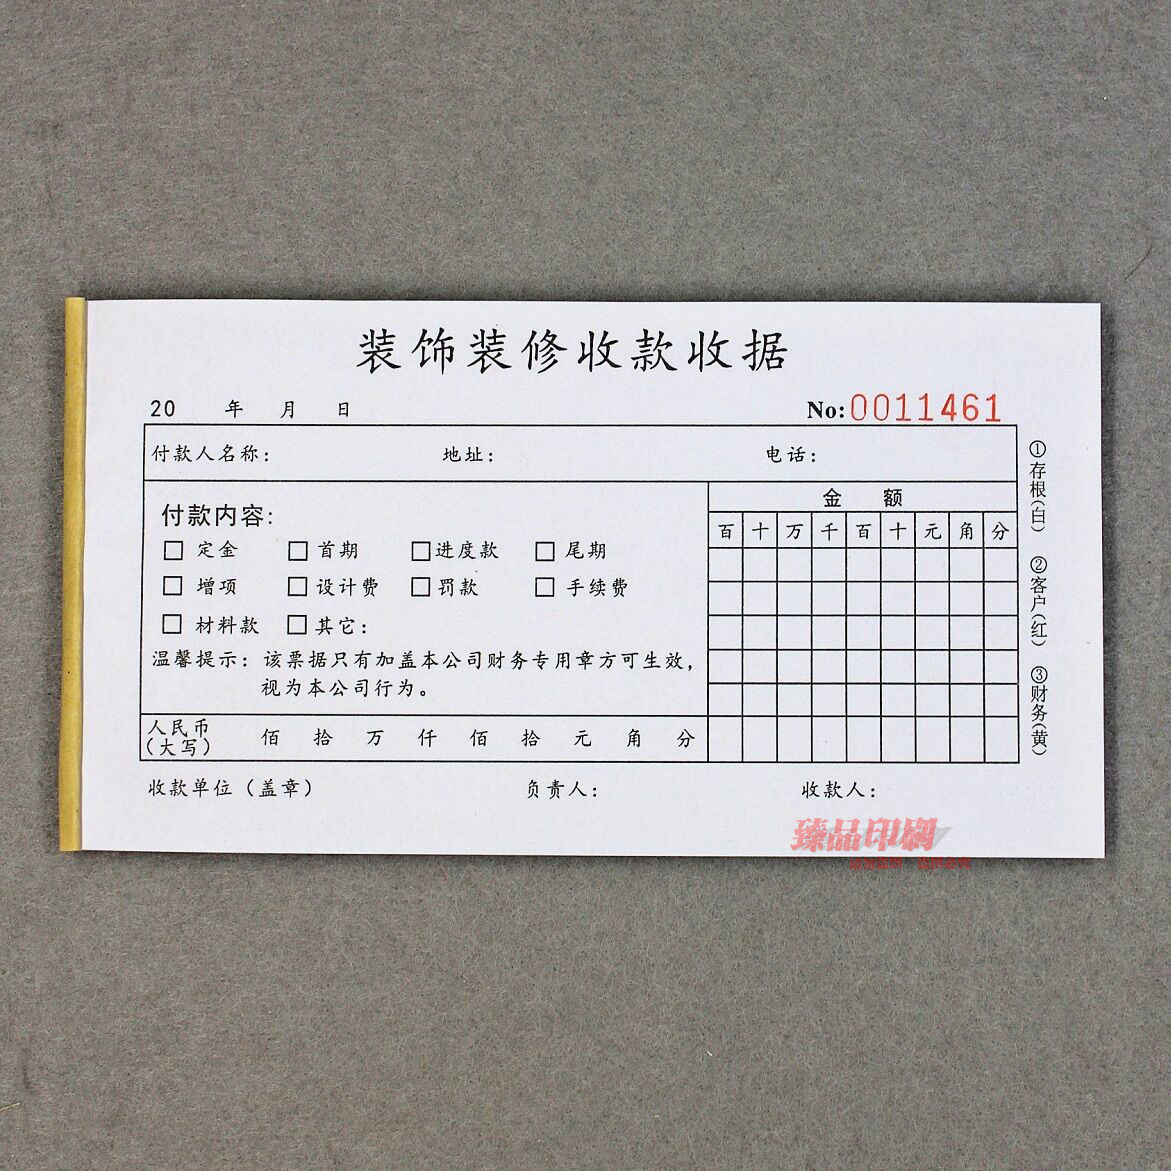 装饰装修收款收据
20 年 月 日 No:0011461
付款人名称: 地址: 电话:
付款内容:
□ 定金 □ 首期 □ 进度款 □ 尾期
□ 增项 □ 设计费 □ 罚款 □ 手续费
□ 材料款 □ 其它:
温馨提示: 该票据只有加盖本公司财务专用章方可生效,
视为本公司行为。
金 额
百 十 万 千 百 十 元 角 分
人民币
(大写) 佰 拾 万 仟 佰 拾 元 角 分
收款单位(盖章) 负责人: 收款人:
①存根(白) ②客户(红) ③财务(黄)
臻品印刷